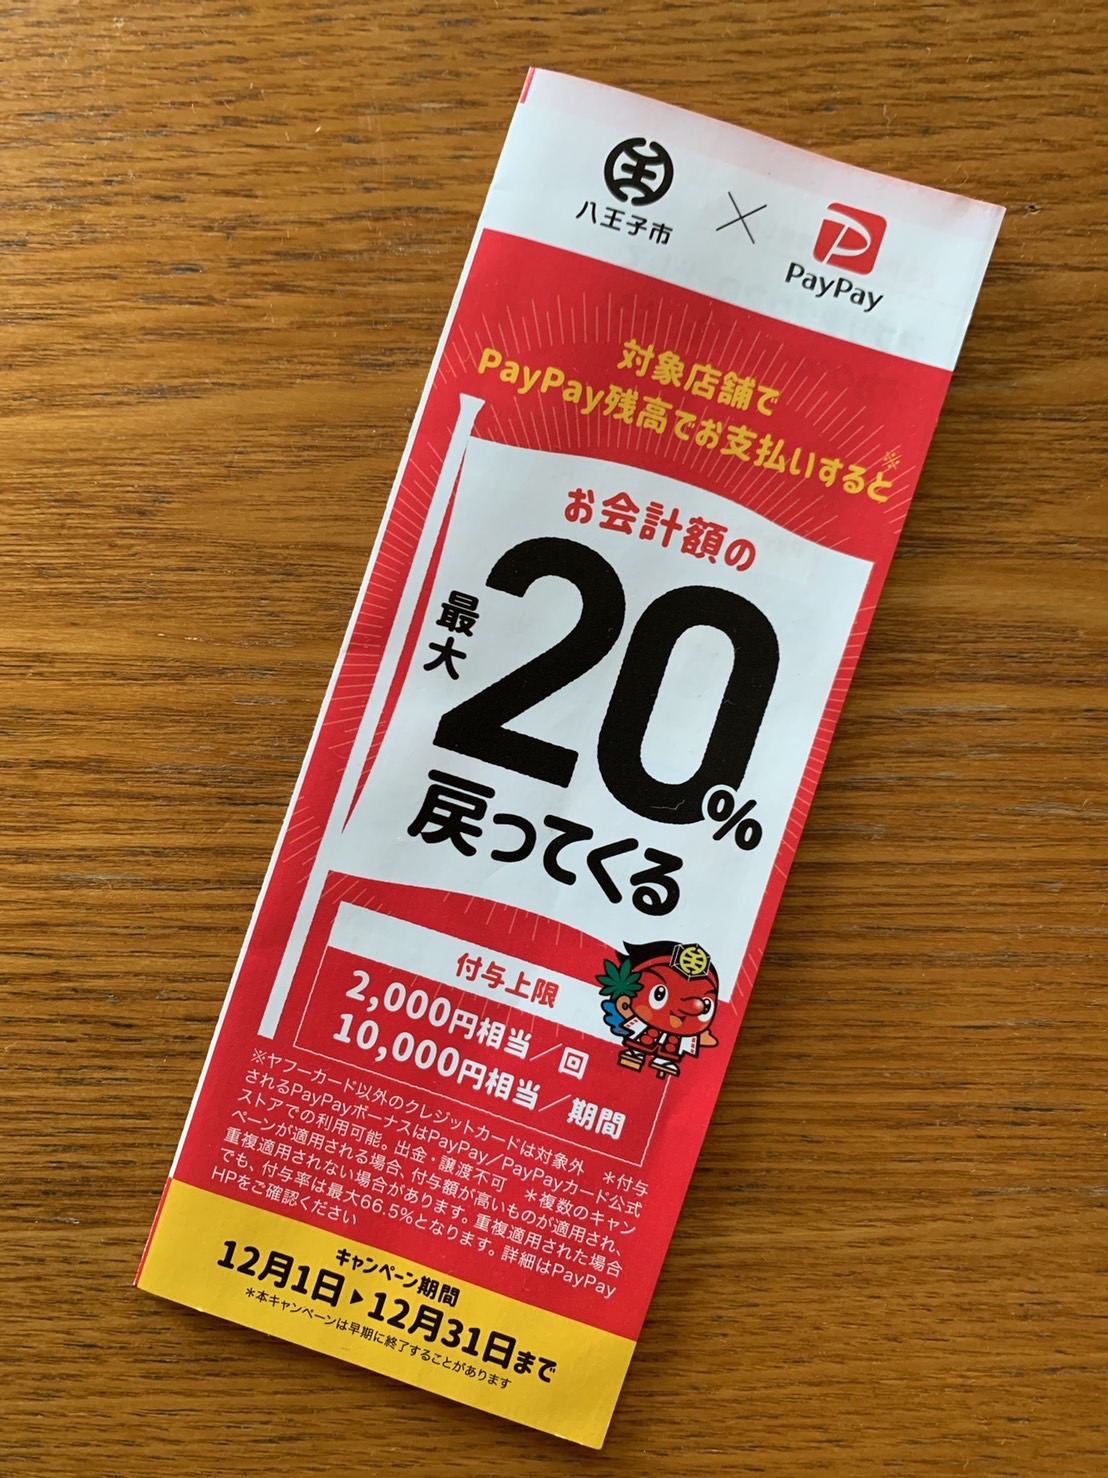 八王子市
PayPay
対象店舗で
PayPay残高でお支払いすると※
お会計額の
最大
20%
戻ってくる
付与上限
2,000円相当／回
10,000円相当／期間
※ヤフーカード以外のクレジットカードは対象外　＊付与
されるPayPayボーナスはPayPay／PayPayカード公式
ストアでの利用可能。出金・譲渡不可　＊複数のキャン
ペーンが適用される場合、付与額が高いものが適用され、
重複適用されない場合があります。重複適用された場合
でも、付与率は最大66.5%となります。詳細はPayPay
HPをご確認ください
キャンペーン期間
12月1日▶12月31日まで
＊本キャンペーンは早期に終了することがあります